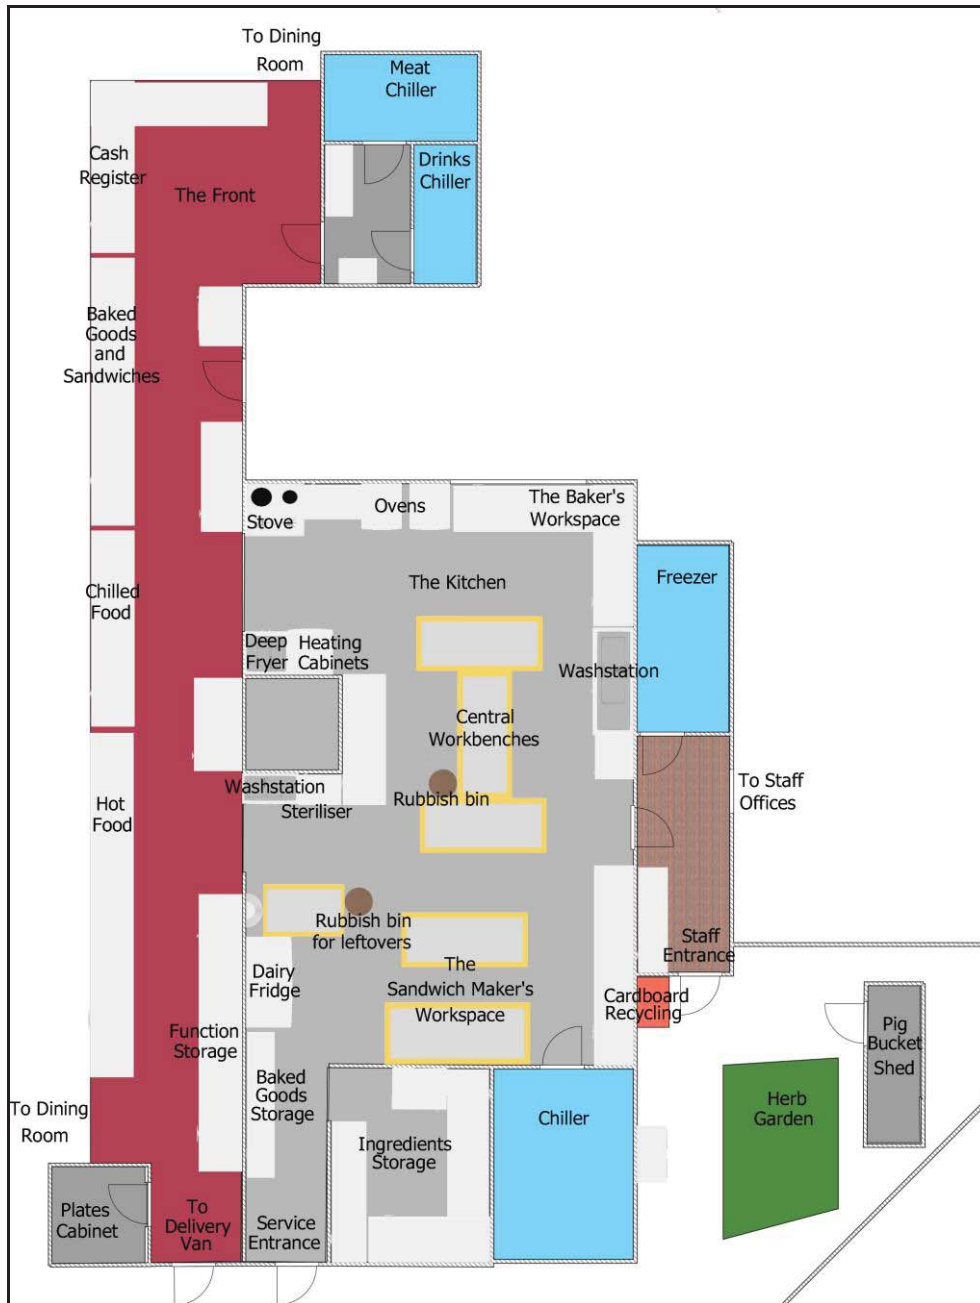 To Dining
Room
Meat
Chiller
Drinks
Chiller
Cash
Register
The Front
Baked
Goods
and
Sandwiches
Stove
Ovens
The Baker's
Workspace
The Kitchen
Freezer
Chilled
Food
Deep
Fryer
Heating
Cabinets
Washstation
Central
Workbenches
Washstation
Steriliser
Rubbish bin
To Staff
Offices
Hot
Food
Rubbish bin
for leftovers
Staff
Entrance
Dairy
Fridge
The
Sandwich Maker's
Workspace
Cardboard
Recycling
Function
Storage
Pig
Bucket
Shed
Baked
Goods
Storage
Herb
Garden
To Dining
Room
Ingredients
Storage
Chiller
Plates
Cabinet
To
Delivery
Van
Service
Entrance